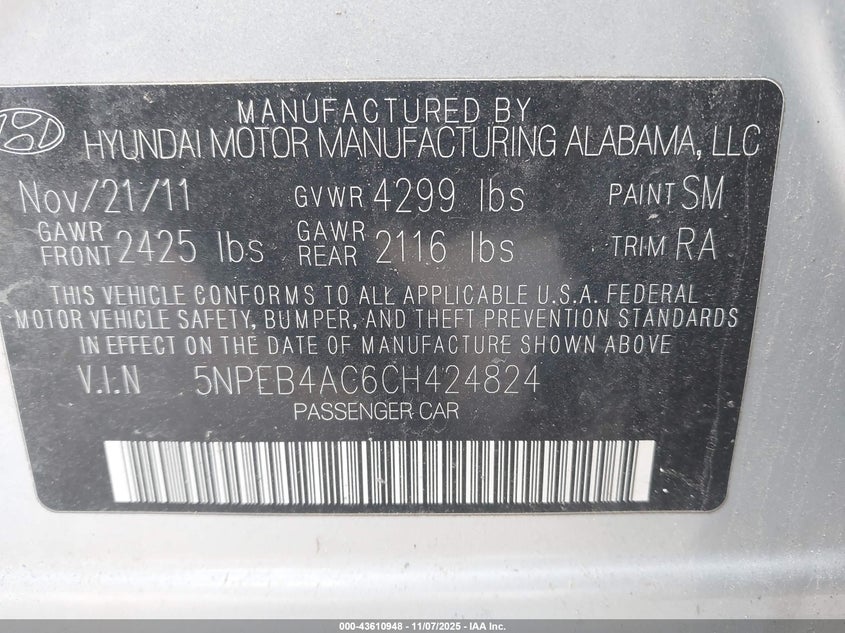 MANUFACTURED BY
HYUNDAI MOTOR MANUFACTURING ALABAMA, LLC
Nov/21/11 GVWR 4299 lbs PAINT SM
GAWR FRONT 2425 lbs GAWR REAR 2116 lbs TRIM RA
THIS VEHICLE CONFORMS TO ALL APPLICABLE U.S.A. FEDERAL
MOTOR VEHICLE SAFETY, BUMPER, AND THEFT PREVENTION STANDARDS
IN EFFECT ON THE DATE OF MANUFACTURE SHOWN ABOVE
V.I.N 5NPEB4AC6CH424824
PASSENGER CAR
000-43610948 - 11/07/2025 - IAA Inc.